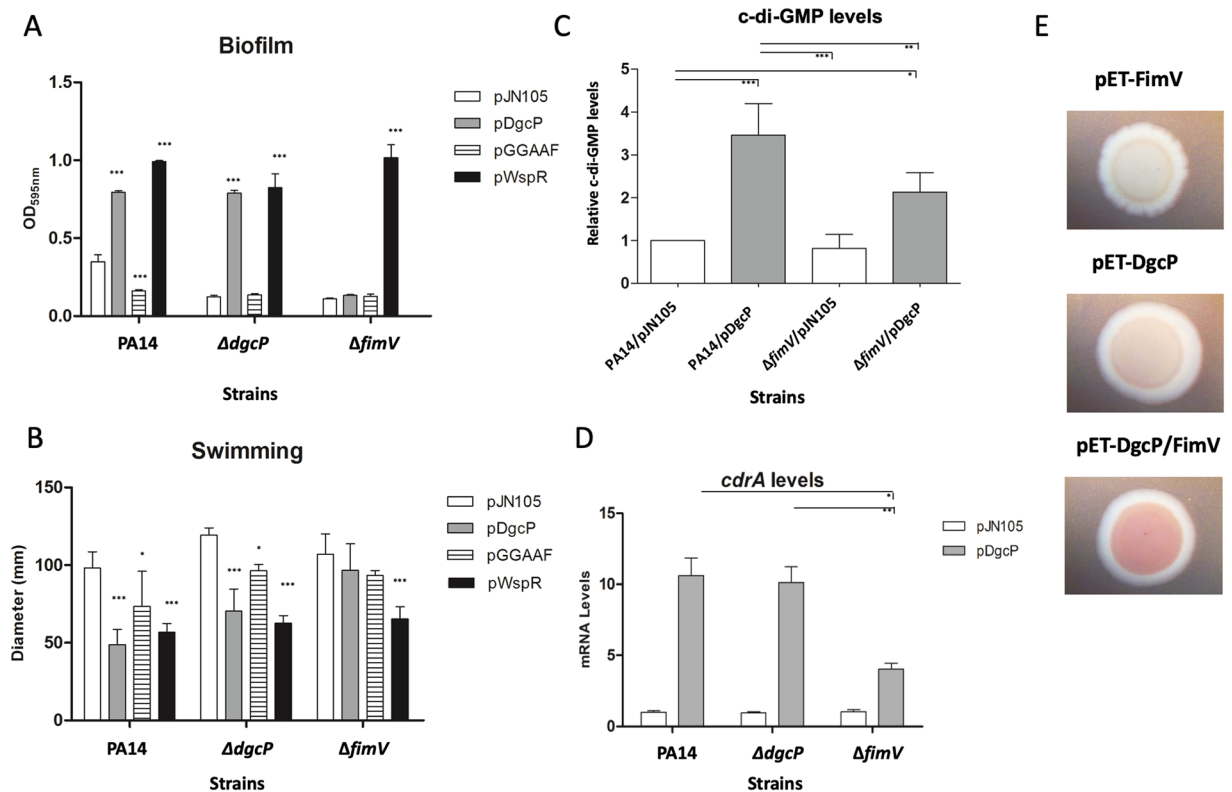 A
Biofilm
OD595nm
1.5
1.0
0.5
0.0
***
***
***
***
***
***
PA14
ΔdgcP
ΔfimV
Strains
pJN105
pDgcP
pGGAAF
pWspR
B
Swimming
Diameter (mm)
150
100
50
0
***
*
***
***
*
***
***
PA14
ΔdgcP
ΔfimV
Strains
pJN105
pDgcP
pGGAAF
pWspR
C
c-di-GMP levels
Relative c-di-GMP levels
5
4
3
2
1
0
**
***
*
***
PA14/pJN105
PA14/pDgcP
ΔfimV/pJN105
ΔfimV/pDgcP
Strains
D
cdrA levels
mRNA Levels
15
10
5
0
*
**
PA14
ΔdgcP
ΔfimV
Strains
pJN105
pDgcP
E
pET-FimV
pET-DgcP
pET-DgcP/FimV